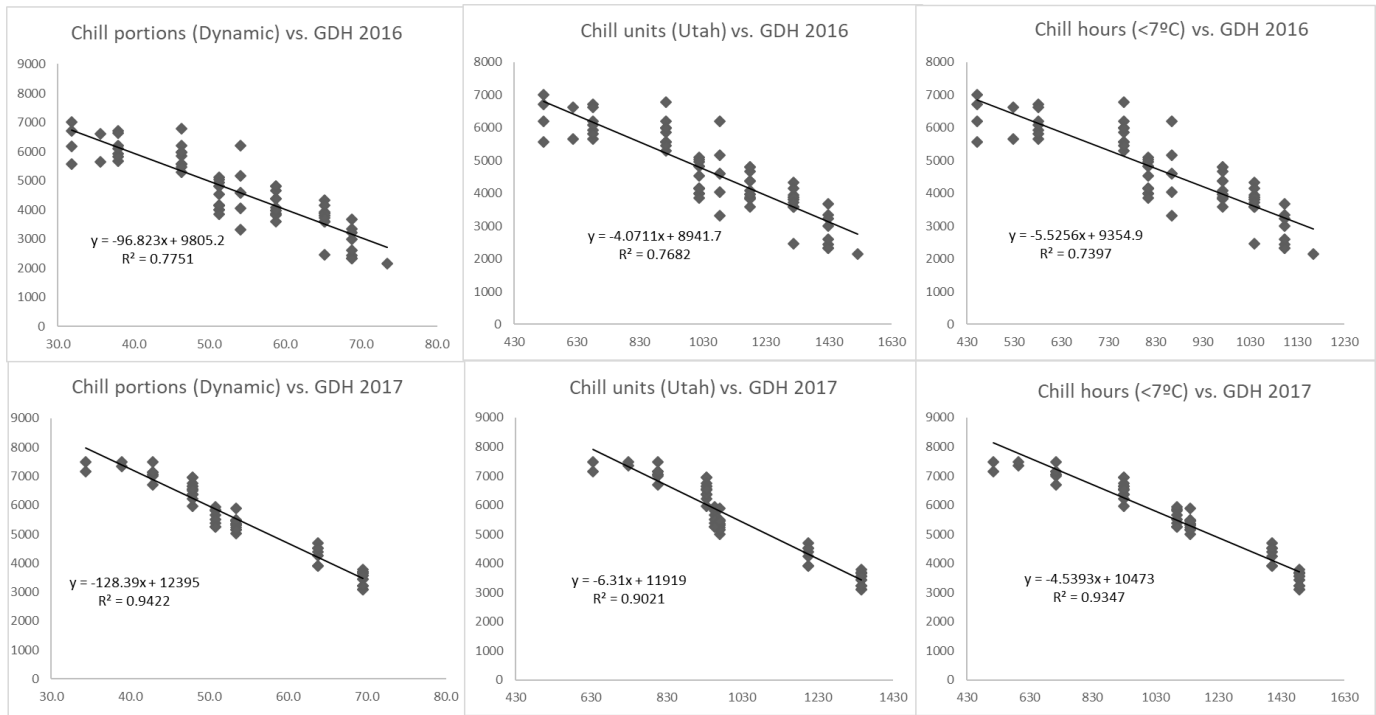 Chill portions (Dynamic) vs. GDH 2016
9000
8000
7000
6000
5000
4000
3000
2000
1000
0
y = -96.823x + 9805.2
R² = 0.7751
30.0 40.0 50.0 60.0 70.0 80.0
Chill units (Utah) vs. GDH 2016
8000
7000
6000
5000
4000
3000
2000
1000
0
y = -4.0711x + 8941.7
R² = 0.7682
430 630 830 1030 1230 1430 1630
Chill hours (<7ºC) vs. GDH 2016
8000
7000
6000
5000
4000
3000
2000
1000
0
y = -5.5256x + 9354.9
R² = 0.7397
430 530 630 730 830 930 1030 1130 1230
Chill portions (Dynamic) vs. GDH 2017
9000
8000
7000
6000
5000
4000
3000
2000
1000
0
y = -128.39x + 12395
R² = 0.9422
30.0 40.0 50.0 60.0 70.0 80.0
Chill units (Utah) vs. GDH 2017
9000
8000
7000
6000
5000
4000
3000
2000
1000
0
y = -6.31x + 11919
R² = 0.9021
430 630 830 1030 1230 1430
Chill hours (<7ºC) vs. GDH 2017
9000
8000
7000
6000
5000
4000
3000
2000
1000
0
y = -4.5393x + 10473
R² = 0.9347
430 630 830 1030 1230 1430 1630